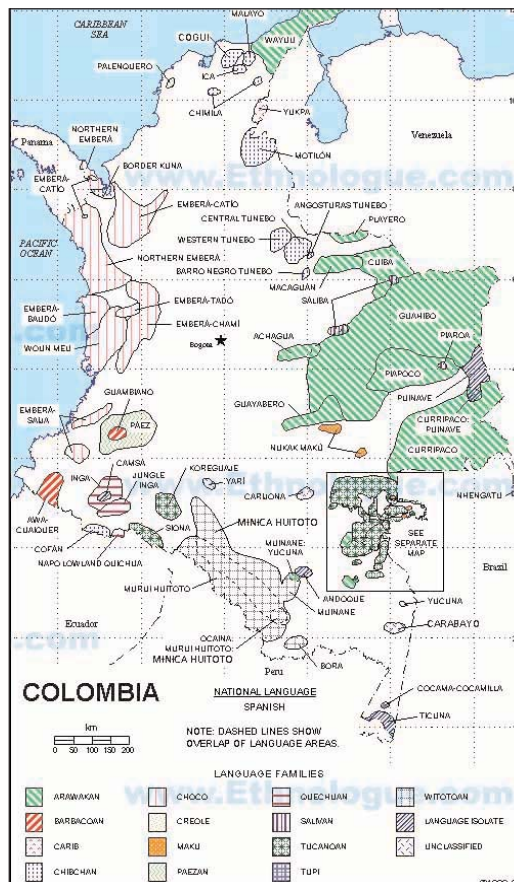 CARIBBEAN
SEA
MALAYO
COGUI
WAYUU
PALENQUERO
ICA
CHIMILA
YUKPA
NORTHERN
EMBERÁ
Panama
Venezuela
MOTILÓN
EMBERÁ-
CATÍO
BORDER KUNA
www.Ethnologue.com
EMBERÁ-CATÍO
ANGOSTURAS TUNEBO
CENTRAL TUNEBO
PLAYERO
PACIFIC
OCEAN
WESTERN TUNEBO
CUIBA
NORTHERN EMBERÁ
BARRO NEGRO TUNEBO
MACAGUÁN
SÁLIBA
EMBERÁ-
BAUDÓ
EMBERÁ-TADÓ
GUAHIBO
EMBERÁ-CHAMÍ
PIAROA
WOUN MEU
Bogotá
ACHAGUA
PIAPOCO
GUAMBIANO
PUINAVE
EMBERÁ-
SAIJA
GUAYABERO
PÁEZ
CURRIPACO;
PUINAVE
NUKAK MAKÚ
CURRIPACO
CAMSÁ
KOREGUAJE
INGA
JUNGLE
INGA
YARÍ
CARIJONA
NHENGATU
AWA-
CUAIQUER
SIONA
MINICA HUITOTO
COFÁN
SEE
SEPARATE
MAP
MUINANE;
YUCUNA
NAPO LOWLAND QUICHUA
Brazil
ANDOQUE
MURUI HUITOTO
YUCUNA
MUINANE
Ecuador
CARABAYO
OCAINA;
MURUI HUITOTO;
MINICA HUITOTO
BORA
Peru
COCAMA-COCAMILLA
TICUNA
COLOMBIA
NATIONAL LANGUAGE
SPANISH
km
0 50 100 150 200
NOTE: DASHED LINES SHOW
OVERLAP OF LANGUAGE AREAS.
LANGUAGE FAMILIES
ARAWAKAN
CHOCO
QUECHUAN
WITOTOAN
BARBACOAN
CREOLE
SALIVAN
LANGUAGE ISOLATE
CARIB
MAKU
TUCANOAN
UNCLASSIFIED
CHIBCHAN
PAEZAN
TUPI